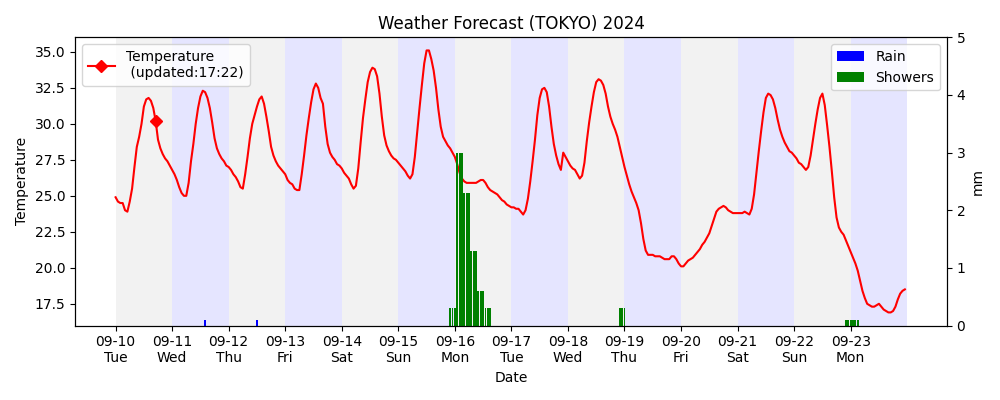 Weather Forecast (TOKYO) 2024
Temperature
(updated:17:22)
Rain
Showers
Temperature
35.0
32.5
30.0
27.5
25.0
22.5
20.0
17.5
mm
5
4
3
2
1
0
09-10 09-11 09-12 09-13 09-14 09-15 09-16 09-17 09-18 09-19 09-20 09-21 09-22 09-23
Tue Wed Thu Fri Sat Sun Mon Tue Wed Thu Fri Sat Sun Mon
Date